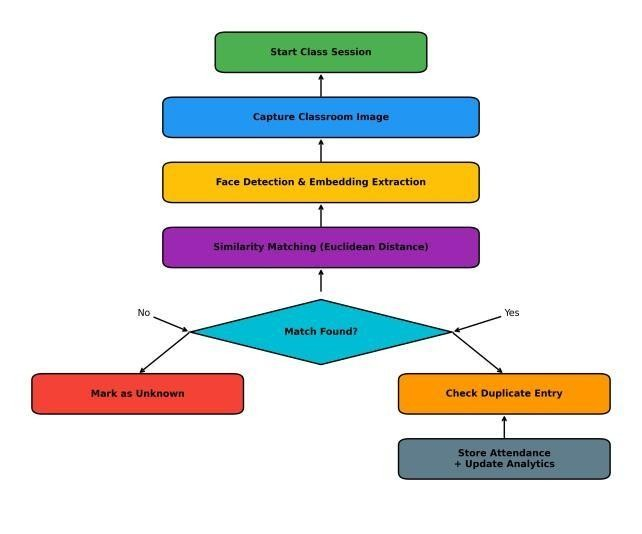 Start Class Session
Capture Classroom Image
Face Detection & Embedding Extraction
Similarity Matching (Euclidean Distance)
No
Yes
Match Found?
Mark as Unknown
Check Duplicate Entry
Store Attendance
+ Update Analytics